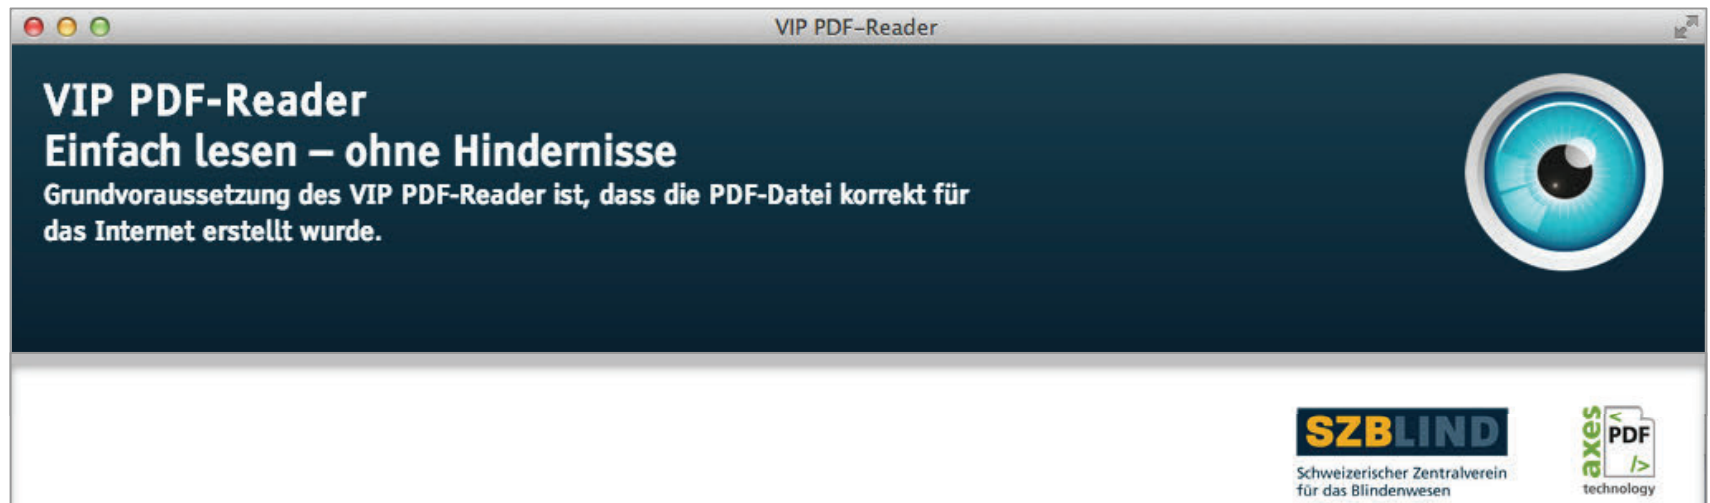 VIP PDF-Reader
VIP PDF-Reader
Einfach lesen – ohne Hindernisse
Grundvoraussetzung des VIP PDF-Reader ist, dass die PDF-Datei korrekt für
das Internet erstellt wurde.
SZBLIND
Schweizerischer Zentralverein
für das Blindenwesen
axes
<
PDF
/>
technology